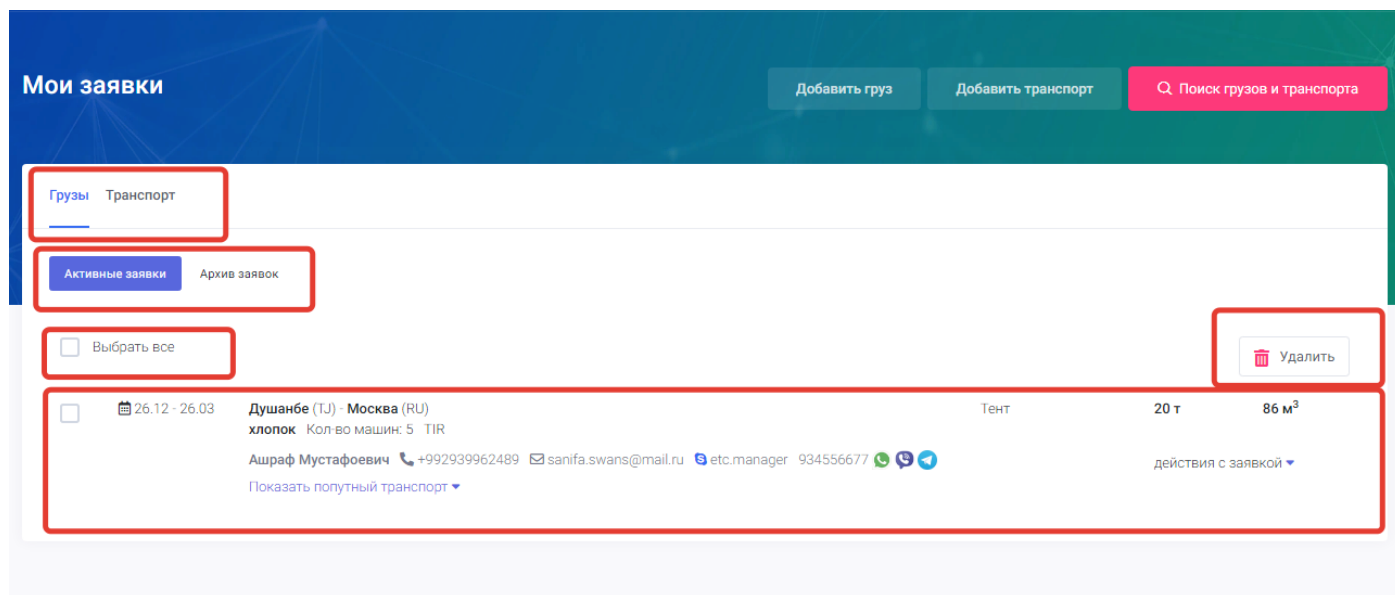 Мои заявки
Добавить груз
Добавить транспорт
Поиск грузов и транспорта
Грузы Транспорт
Активные заявки Архив заявок
Выбрать все
Удалить
26.12 - 26.03 Душанбе (TJ) - Москва (RU) Тент 20 т 86 м³
хлопок Кол-во машин: 5 TIR
Ашраф Мустафоевич +992939962489 sanifa.swans@mail.ru etc.manager 934556677
действия с заявкой
Показать попутный транспорт